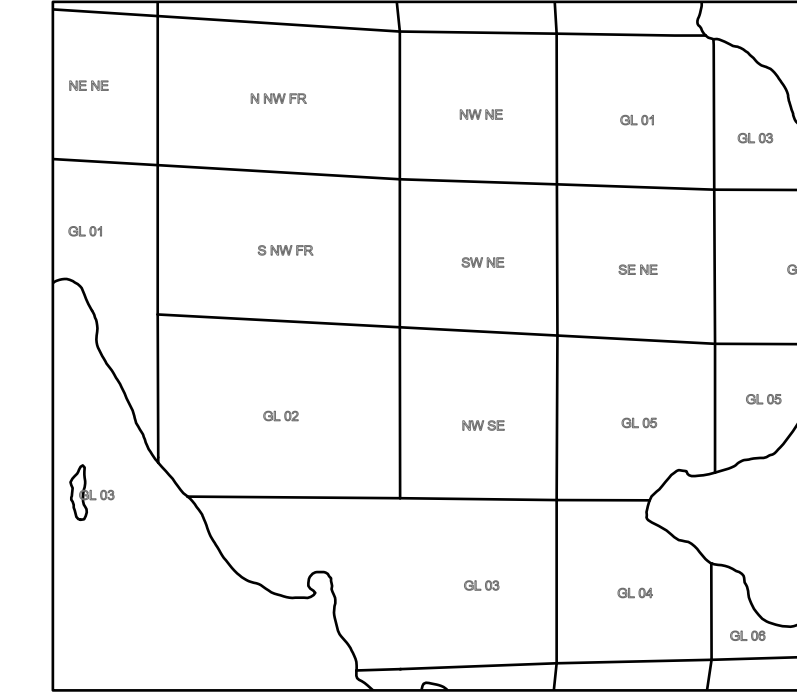 NE NE
N NW FR
NW NE
GL 01
GL 03
GL 01
S NW FR
SW NE
SE NE
G
GL 02
NW SE
GL 05
GL 05
GL 03
GL 03
GL 04
GL 06